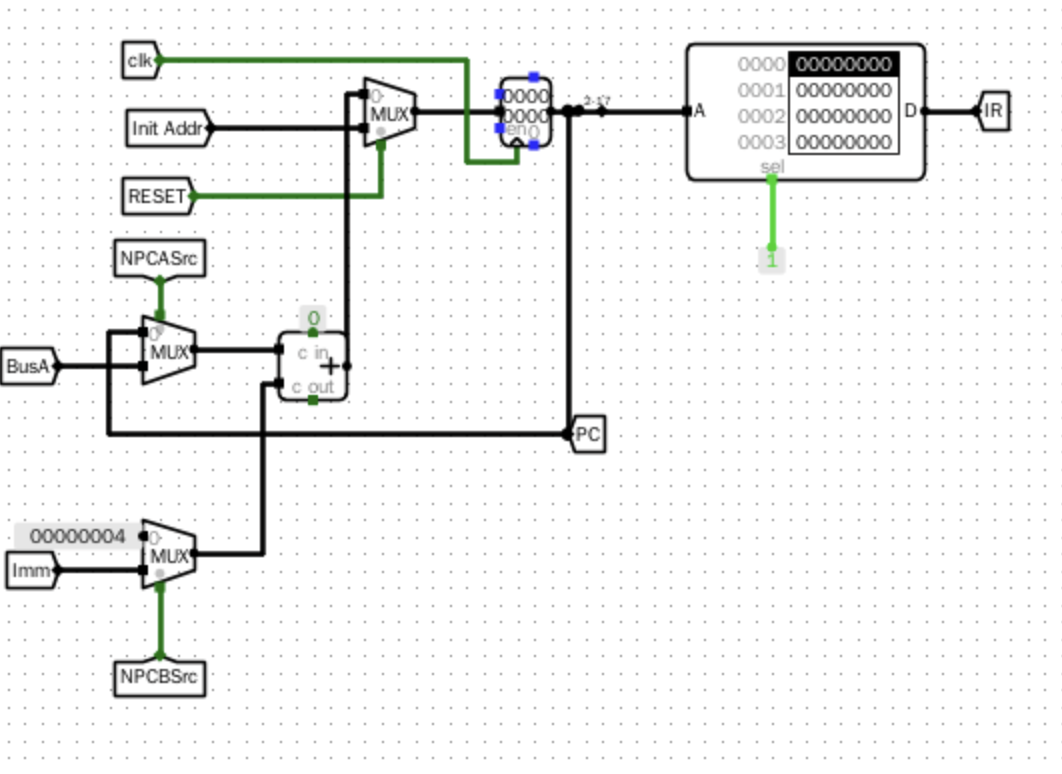 clk
Init Addr
RESET
0
MUX
0000
0000
en 0
2-17
A
0000 00000000
0001 00000000
0002 00000000
0003 00000000
sel
D
IR
1
NPCASrc
0
MUX
BusA
0
c in
+
c out
PC
00000004
0
MUX
Imm
NPCBSrc